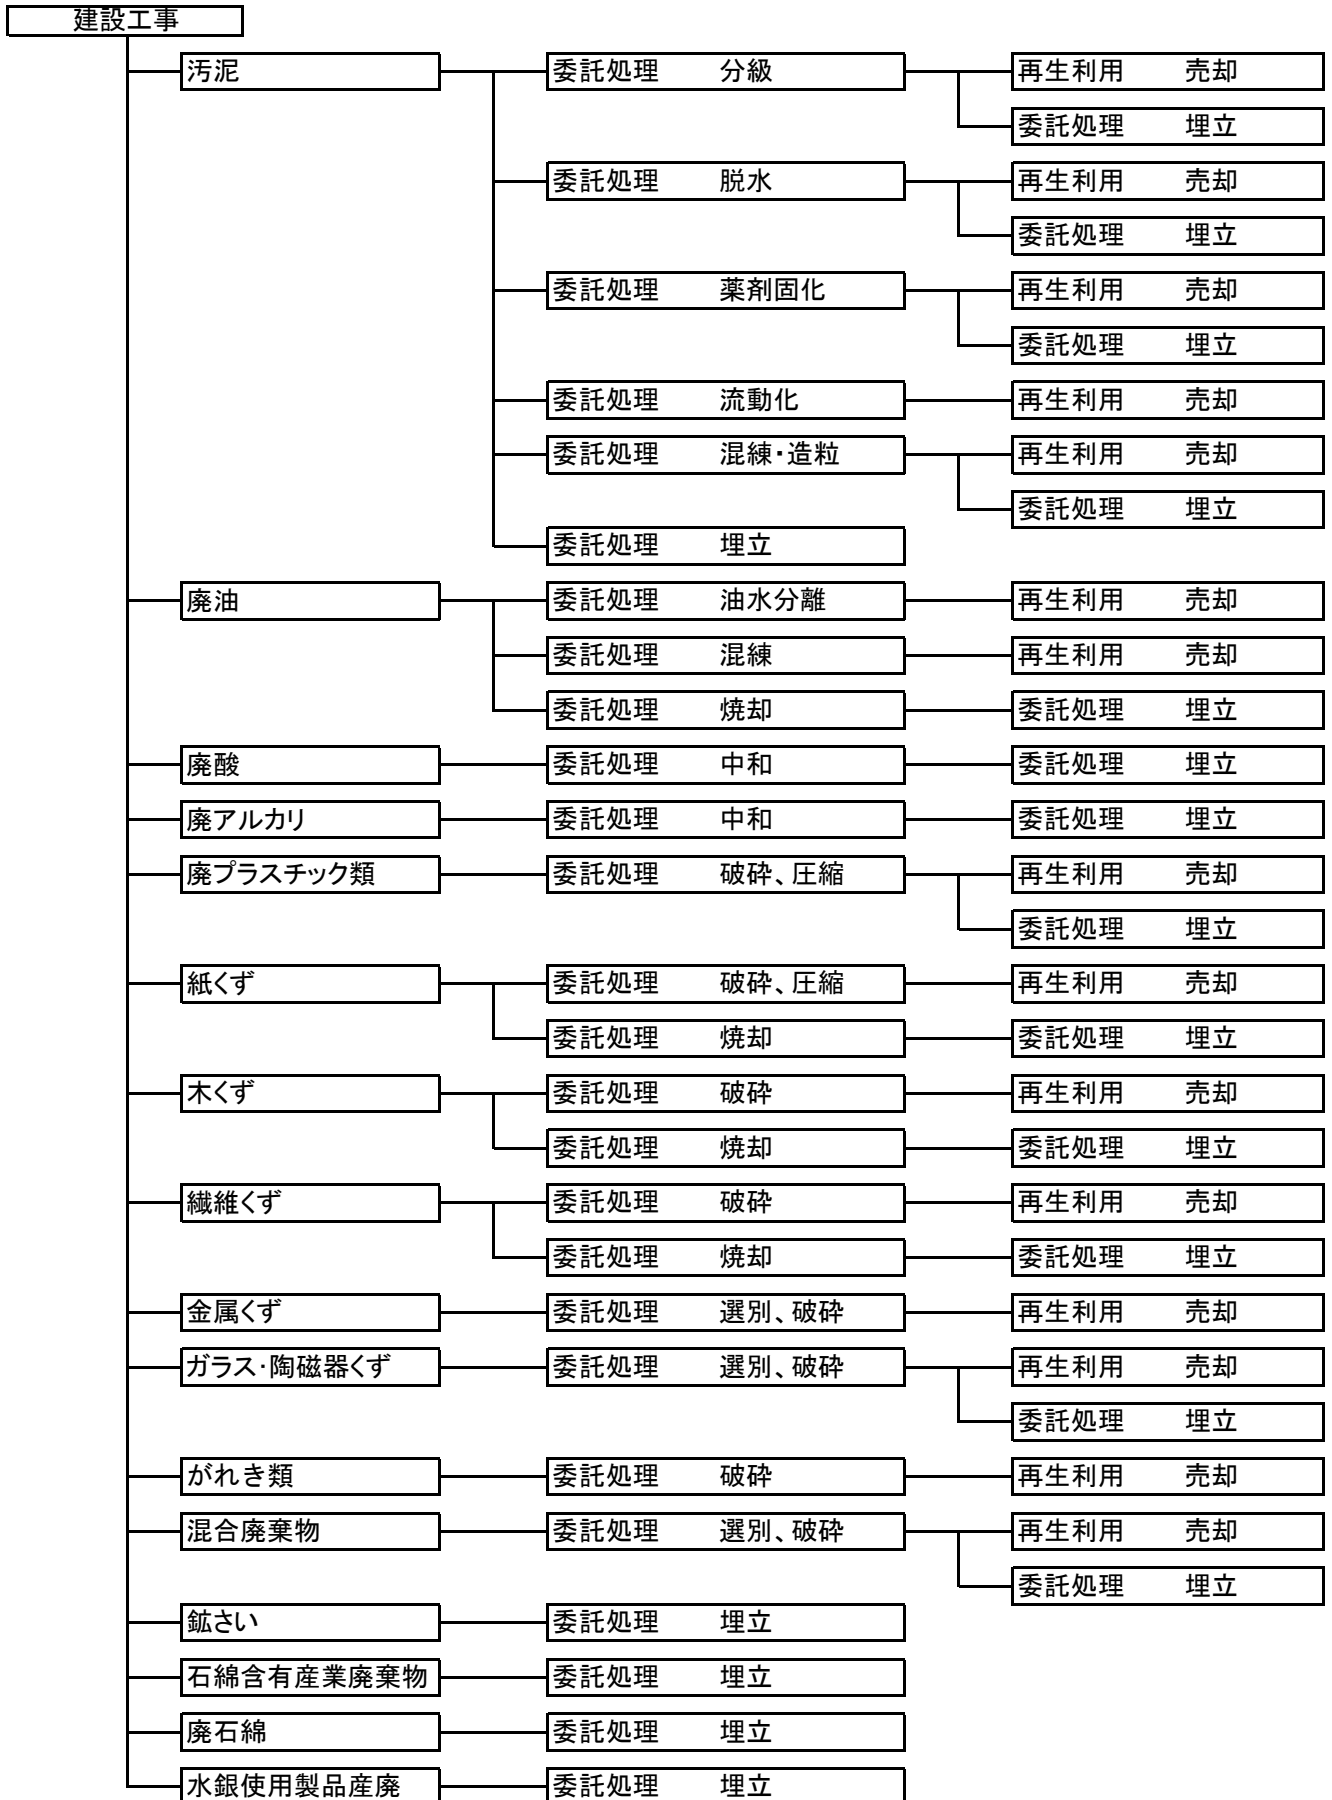 建設工事
汚泥 委託処理 分級 再生利用 売却
委託処理 埋立
委託処理 脱水 再生利用 売却
委託処理 埋立
委託処理 薬剤固化 再生利用 売却
委託処理 埋立
委託処理 流動化 再生利用 売却
委託処理 混練・造粒 再生利用 売却
委託処理 埋立
委託処理 埋立
廃油 委託処理 油水分離 再生利用 売却
委託処理 混練 再生利用 売却
委託処理 焼却 委託処理 埋立
廃酸 委託処理 中和 委託処理 埋立
廃アルカリ 委託処理 中和 委託処理 埋立
廃プラスチック類 委託処理 破砕、圧縮 再生利用 売却
委託処理 埋立
紙くず 委託処理 破砕、圧縮 再生利用 売却
委託処理 焼却 委託処理 埋立
木くず 委託処理 破砕 再生利用 売却
委託処理 焼却 委託処理 埋立
繊維くず 委託処理 破砕 再生利用 売却
委託処理 焼却 委託処理 埋立
金属くず 委託処理 選別、破砕 再生利用 売却
ガラス・陶磁器くず 委託処理 選別、破砕 再生利用 売却
委託処理 埋立
がれき類 委託処理 破砕 再生利用 売却
混合廃棄物 委託処理 選別、破砕 再生利用 売却
委託処理 埋立
鉱さい 委託処理 埋立
石綿含有産業廃棄物 委託処理 埋立
廃石綿 委託処理 埋立
水銀使用製品産廃 委託処理 埋立